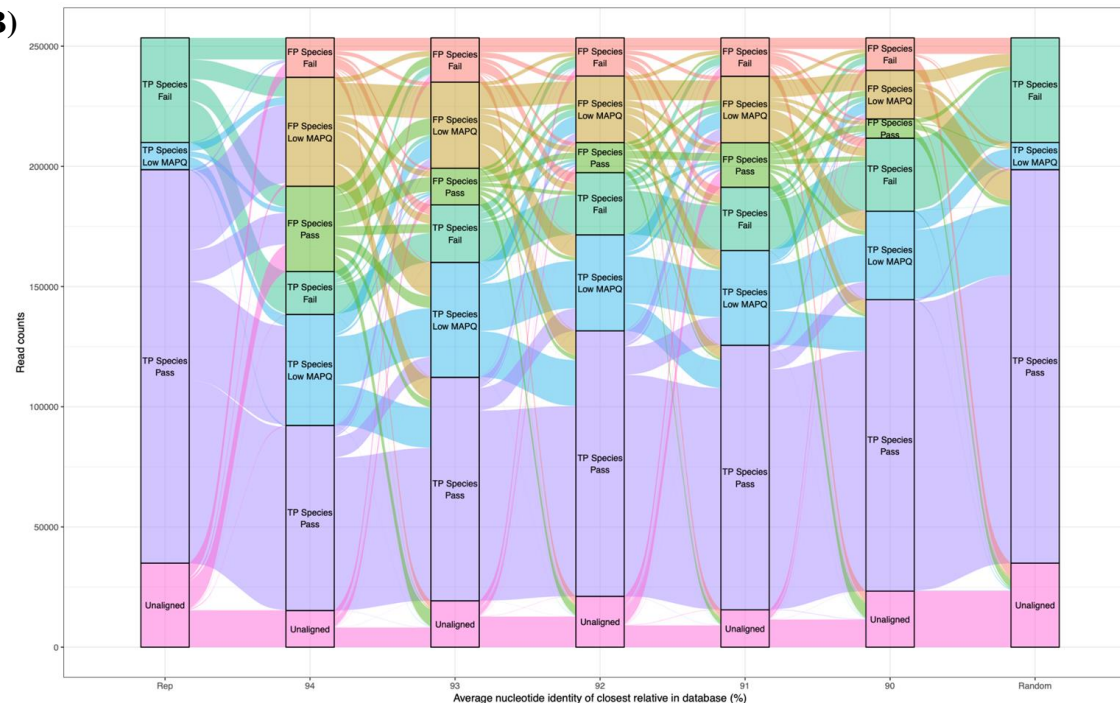 B)
250000
200000
150000
100000
50000
0
Read counts
TP Species
Fail
TP Species
Low MAPQ
TP Species
Pass
Unaligned
FP Species
Fail
FP Species
Low MAPQ
FP Species
Pass
TP Species
Fail
TP Species
Low MAPQ
TP Species
Pass
Unaligned
FP Species
Fail
FP Species
Low MAPQ
FP Species
Pass
TP Species
Fail
TP Species
Low MAPQ
TP Species
Pass
Unaligned
FP Species
Fail
FP Species
Low MAPQ
FP Species
Pass
TP Species
Fail
TP Species
Low MAPQ
TP Species
Pass
Unaligned
FP Species
Fail
FP Species
Low MAPQ
FP Species
Pass
TP Species
Fail
TP Species
Low MAPQ
TP Species
Pass
Unaligned
FP Species
Fail
FP Species
Low MAPQ
FP Species
Pass
TP Species
Fail
TP Species
Low MAPQ
TP Species
Pass
Unaligned
TP Species
Fail
TP Species
Low MAPQ
TP Species
Pass
Unaligned
Rep 94 93 92 91 90 Random
Average nucleotide identity of closest relative in database (%)